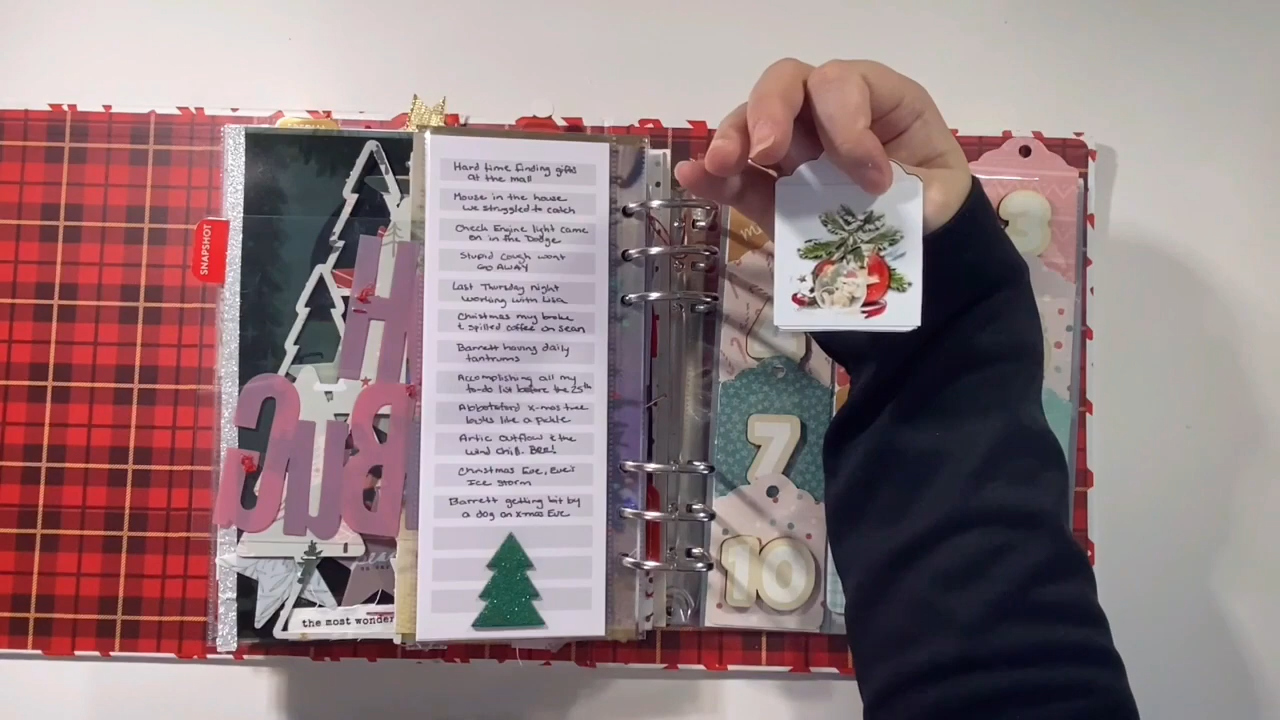 SNAPSHOT
Hard time finding gifts
at the mall
Mouse in the house
we struggled to catch
Check Engine light came
on in the Dodge
Stupid cough wont
GO AWAY
Last Thursday night
working with Lisa
Christmas mug broke
& spilled coffee on Sean
Barrett having daily
tantrums
Accomplishing all my
to-do list before the 25th
Abbotsford x-mas tree
looks like a pickle
Artic outflow & the
wind chill. Brr!
Christmas Eve, Eve's
Ice storm
Barrett getting bit by
a dog on x-mas Eve
the most wonder
3
7
10